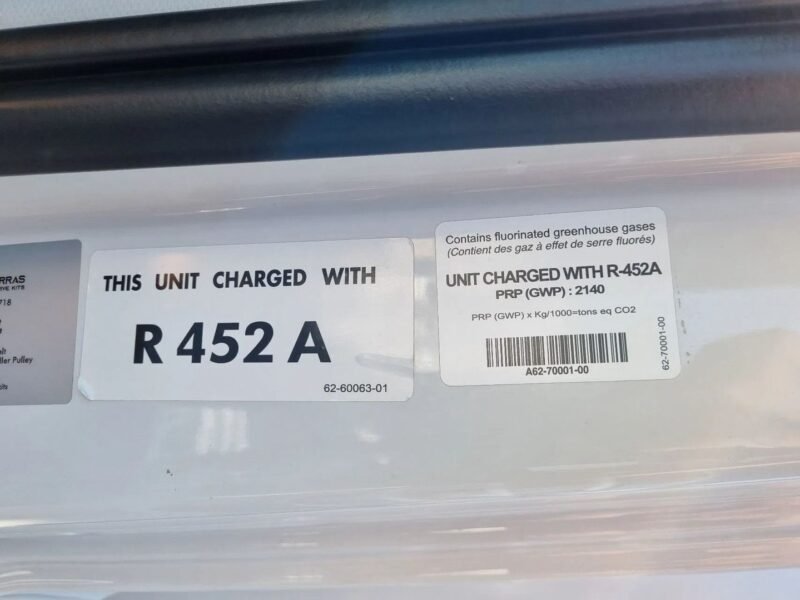 RRAS
718
ller Pulley
THIS UNIT CHARGED WITH
R 452 A
62-60063-01
Contains fluorinated greenhouse gases
(Contient des gaz à effet de serre fluorés)
UNIT CHARGED WITH R-452A
PRP (GWP) : 2140
PRP (GWP) x Kg/1000=tons eq CO2
A62-70001-00
62-70001-00